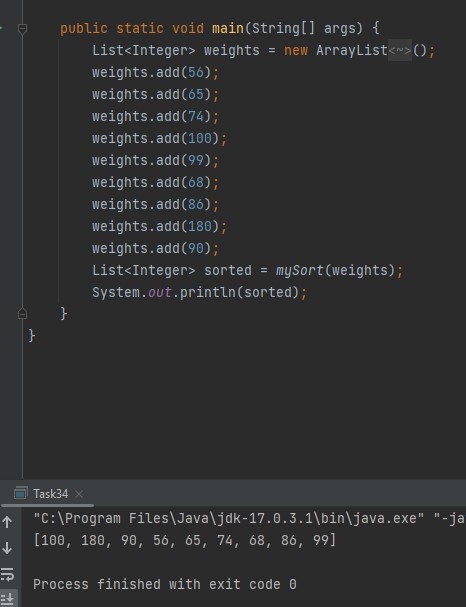 public static void main(String[] args) {
List<Integer> weights = new ArrayList<~>();
weights.add(56);
weights.add(65);
weights.add(74);
weights.add(100);
weights.add(99);
weights.add(68);
weights.add(86);
weights.add(180);
weights.add(90);
List<Integer> sorted = mySort(weights);
System.out.println(sorted);
}
}
Task34
"C:\Program Files\Java\jdk-17.0.3.1\bin\java.exe" "-ja
[100, 180, 90, 56, 65, 74, 68, 86, 99]
Process finished with exit code 0